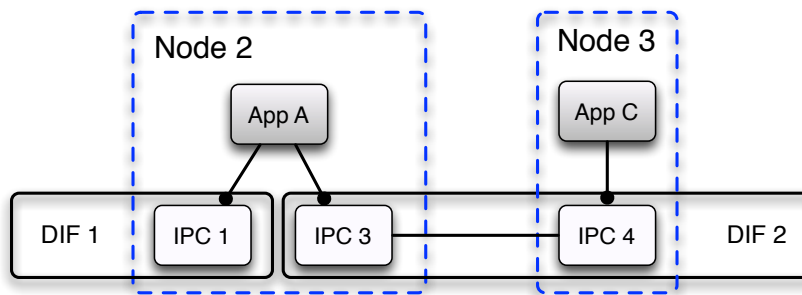 Node 2
Node 3
App A
App C
DIF 1
IPC 1
IPC 3
IPC 4
DIF 2